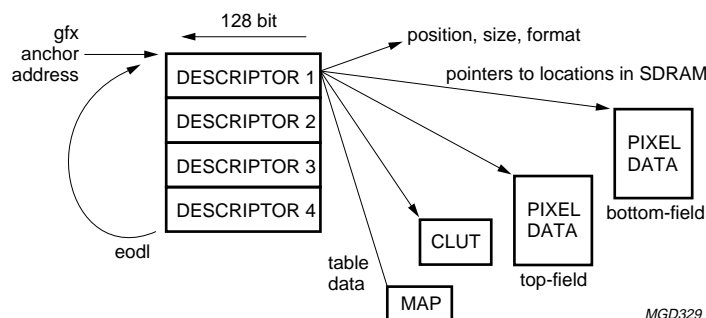 gfx
anchor
address
128 bit
position, size, format
pointers to locations in SDRAM
DESCRIPTOR 1
DESCRIPTOR 2
DESCRIPTOR 3
DESCRIPTOR 4
eodl
table
data
MAP
CLUT
PIXEL
DATA
top-field
PIXEL
DATA
bottom-field
MGD329